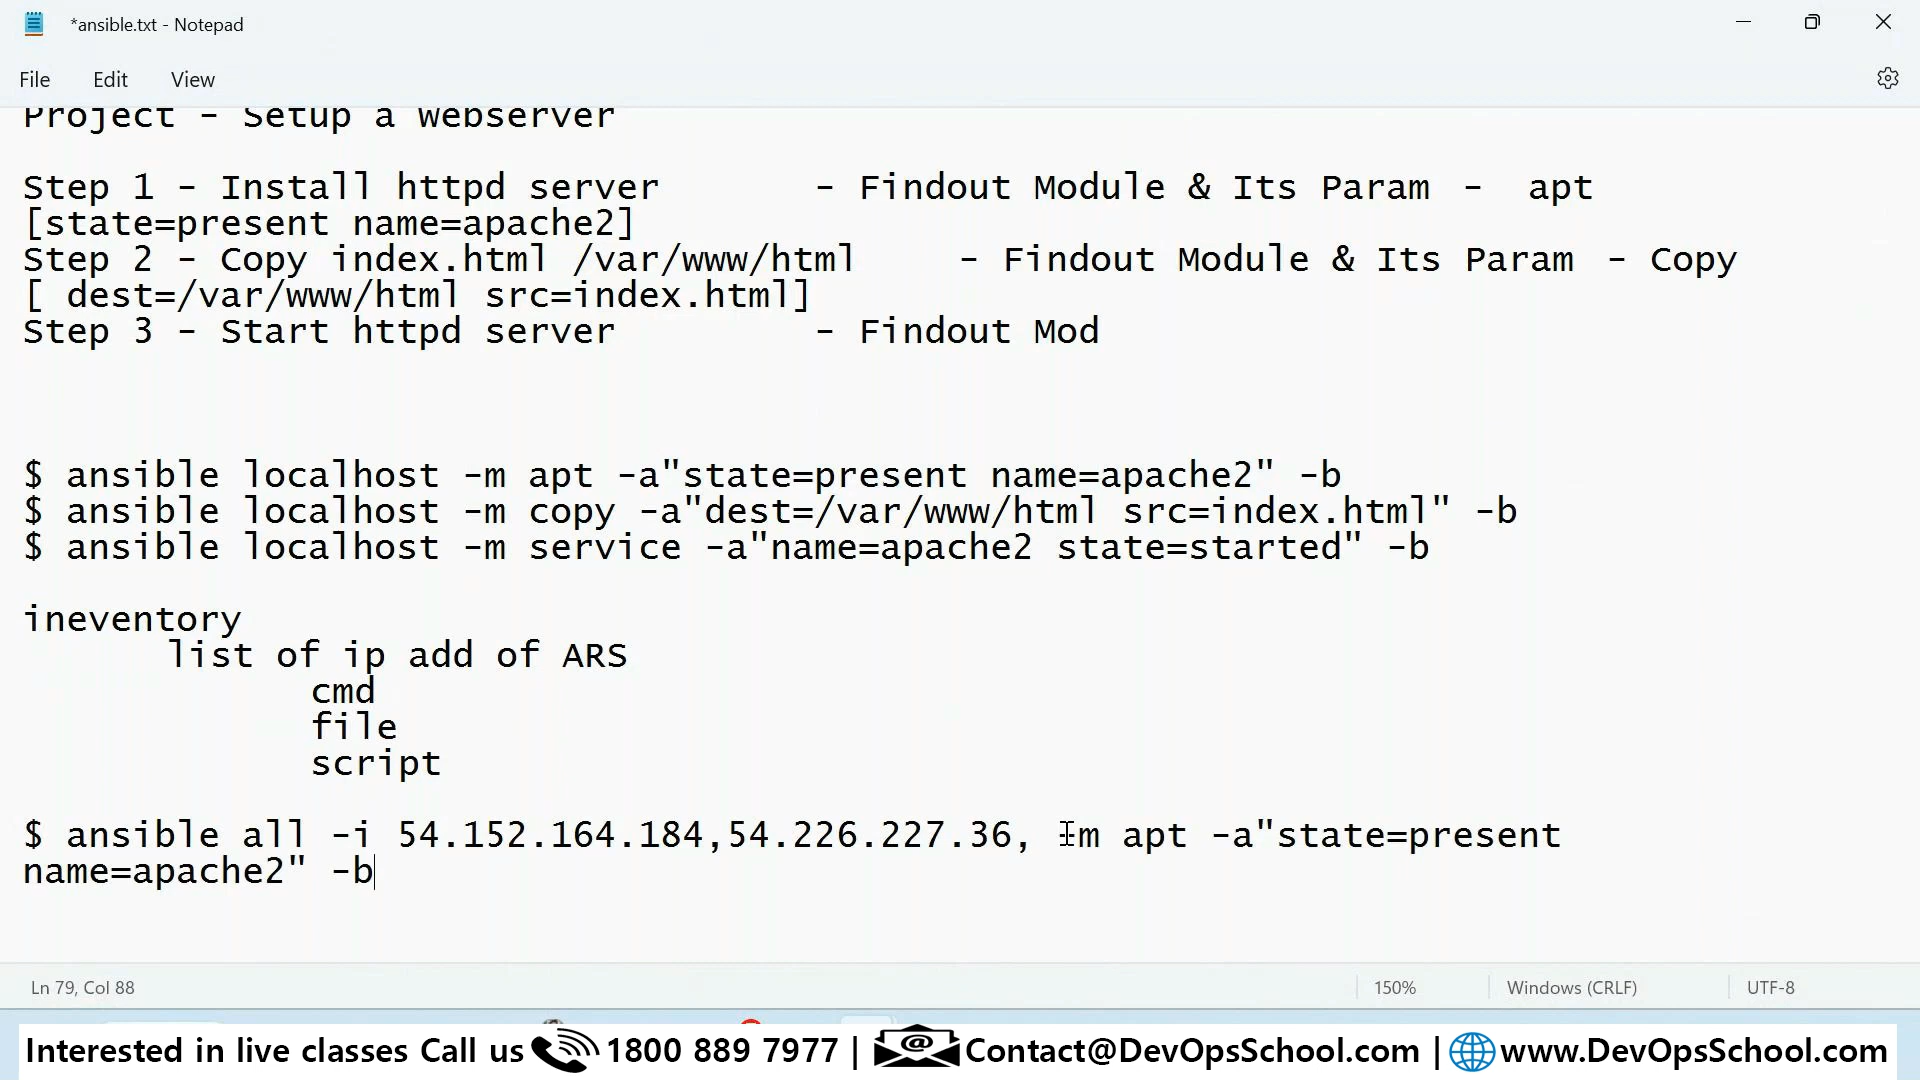 *ansible.txt - Notepad
File Edit View
Project - Setup a webserver
Step 1 - Install httpd server - Findout Module & Its Param - apt
[state=present name=apache2]
Step 2 - Copy index.html /var/www/html - Findout Module & Its Param - Copy
[ dest=/var/www/html src=index.html]
Step 3 - Start httpd server - Findout Mod
$ ansible localhost -m apt -a"state=present name=apache2" -b
$ ansible localhost -m copy -a"dest=/var/www/html src=index.html" -b
$ ansible localhost -m service -a"name=apache2 state=started" -b
ineventory
list of ip add of ARS
cmd
file
script
$ ansible all -i 54.152.164.184,54.226.227.36, -m apt -a"state=present
name=apache2" -b
Ln 79, Col 88 150% Windows (CRLF) UTF-8
Interested in live classes Call us 1800 889 7977 | Contact@DevOpsSchool.com | www.DevOpsSchool.com